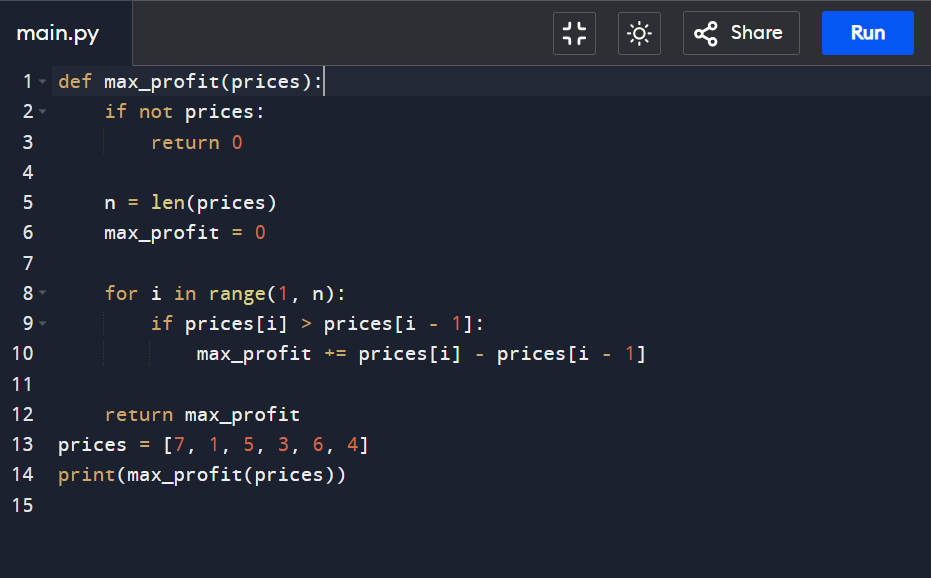 main.py
Share
Run
1 def max_profit(prices):
2     if not prices:
3         return 0
4
5     n = len(prices)
6     max_profit = 0
7
8     for i in range(1, n):
9         if prices[i] > prices[i - 1]:
10             max_profit += prices[i] - prices[i - 1]
11
12     return max_profit
13 prices = [7, 1, 5, 3, 6, 4]
14 print(max_profit(prices))
15